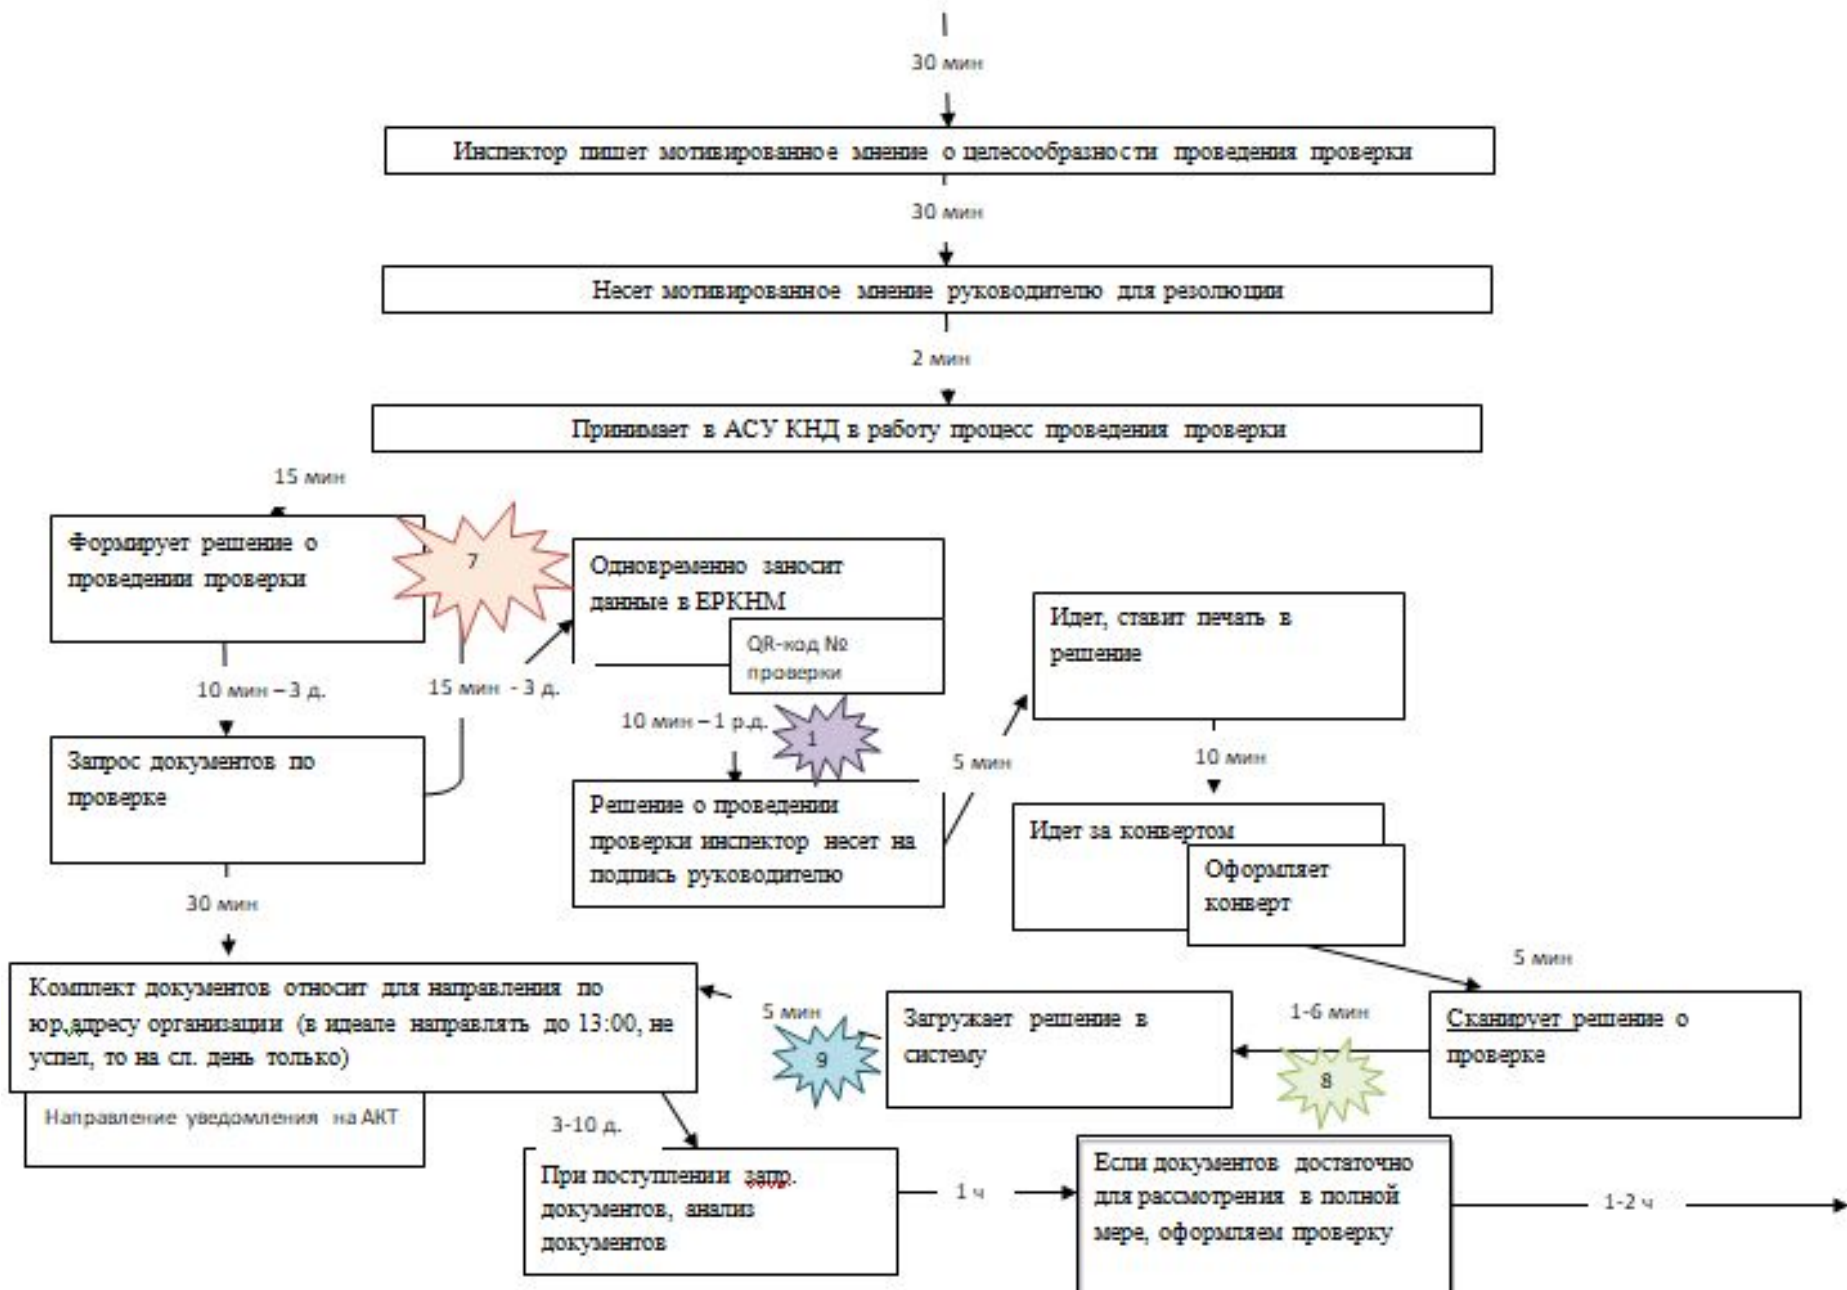 30 мин
Инспектор пишет мотивированное мнение о целесообразности проведения проверки
30 мин
Несет мотивированное мнение руководителю для резолюции
2 мин
Принимает в АСУ КНД в работу процесс проведения проверки
15 мин
Формирует решение о
проведении проверки
7
Одновременно заносит
данные в ЕРКНМ
QR-код №
проверки
Идет, ставит печать в
решение
10 мин – 3 д.
15 мин - 3 д.
10 мин – 1 р.д.
1
Запрос документов по
проверке
5 мин
10 мин
Решение о проведении
проверки инспектор несет на
подпись руководителю
Идет за конвертом
Оформляет
конверт
30 мин
5 мин
Комплект документов относит для направления по
юр.адресу организации (в идеале направлять до 13:00, не
успел, то на сл. день только)
Направление уведомления на АКТ
5 мин
9
Загружает решение в
систему
1-6 мин
8
Сканирует решение о
проверке
3-10 д.
При поступлении запр.
документов, анализ
документов
1 ч
Если документов достаточно
для рассмотрения в полной
мере, оформляем проверку
1-2 ч